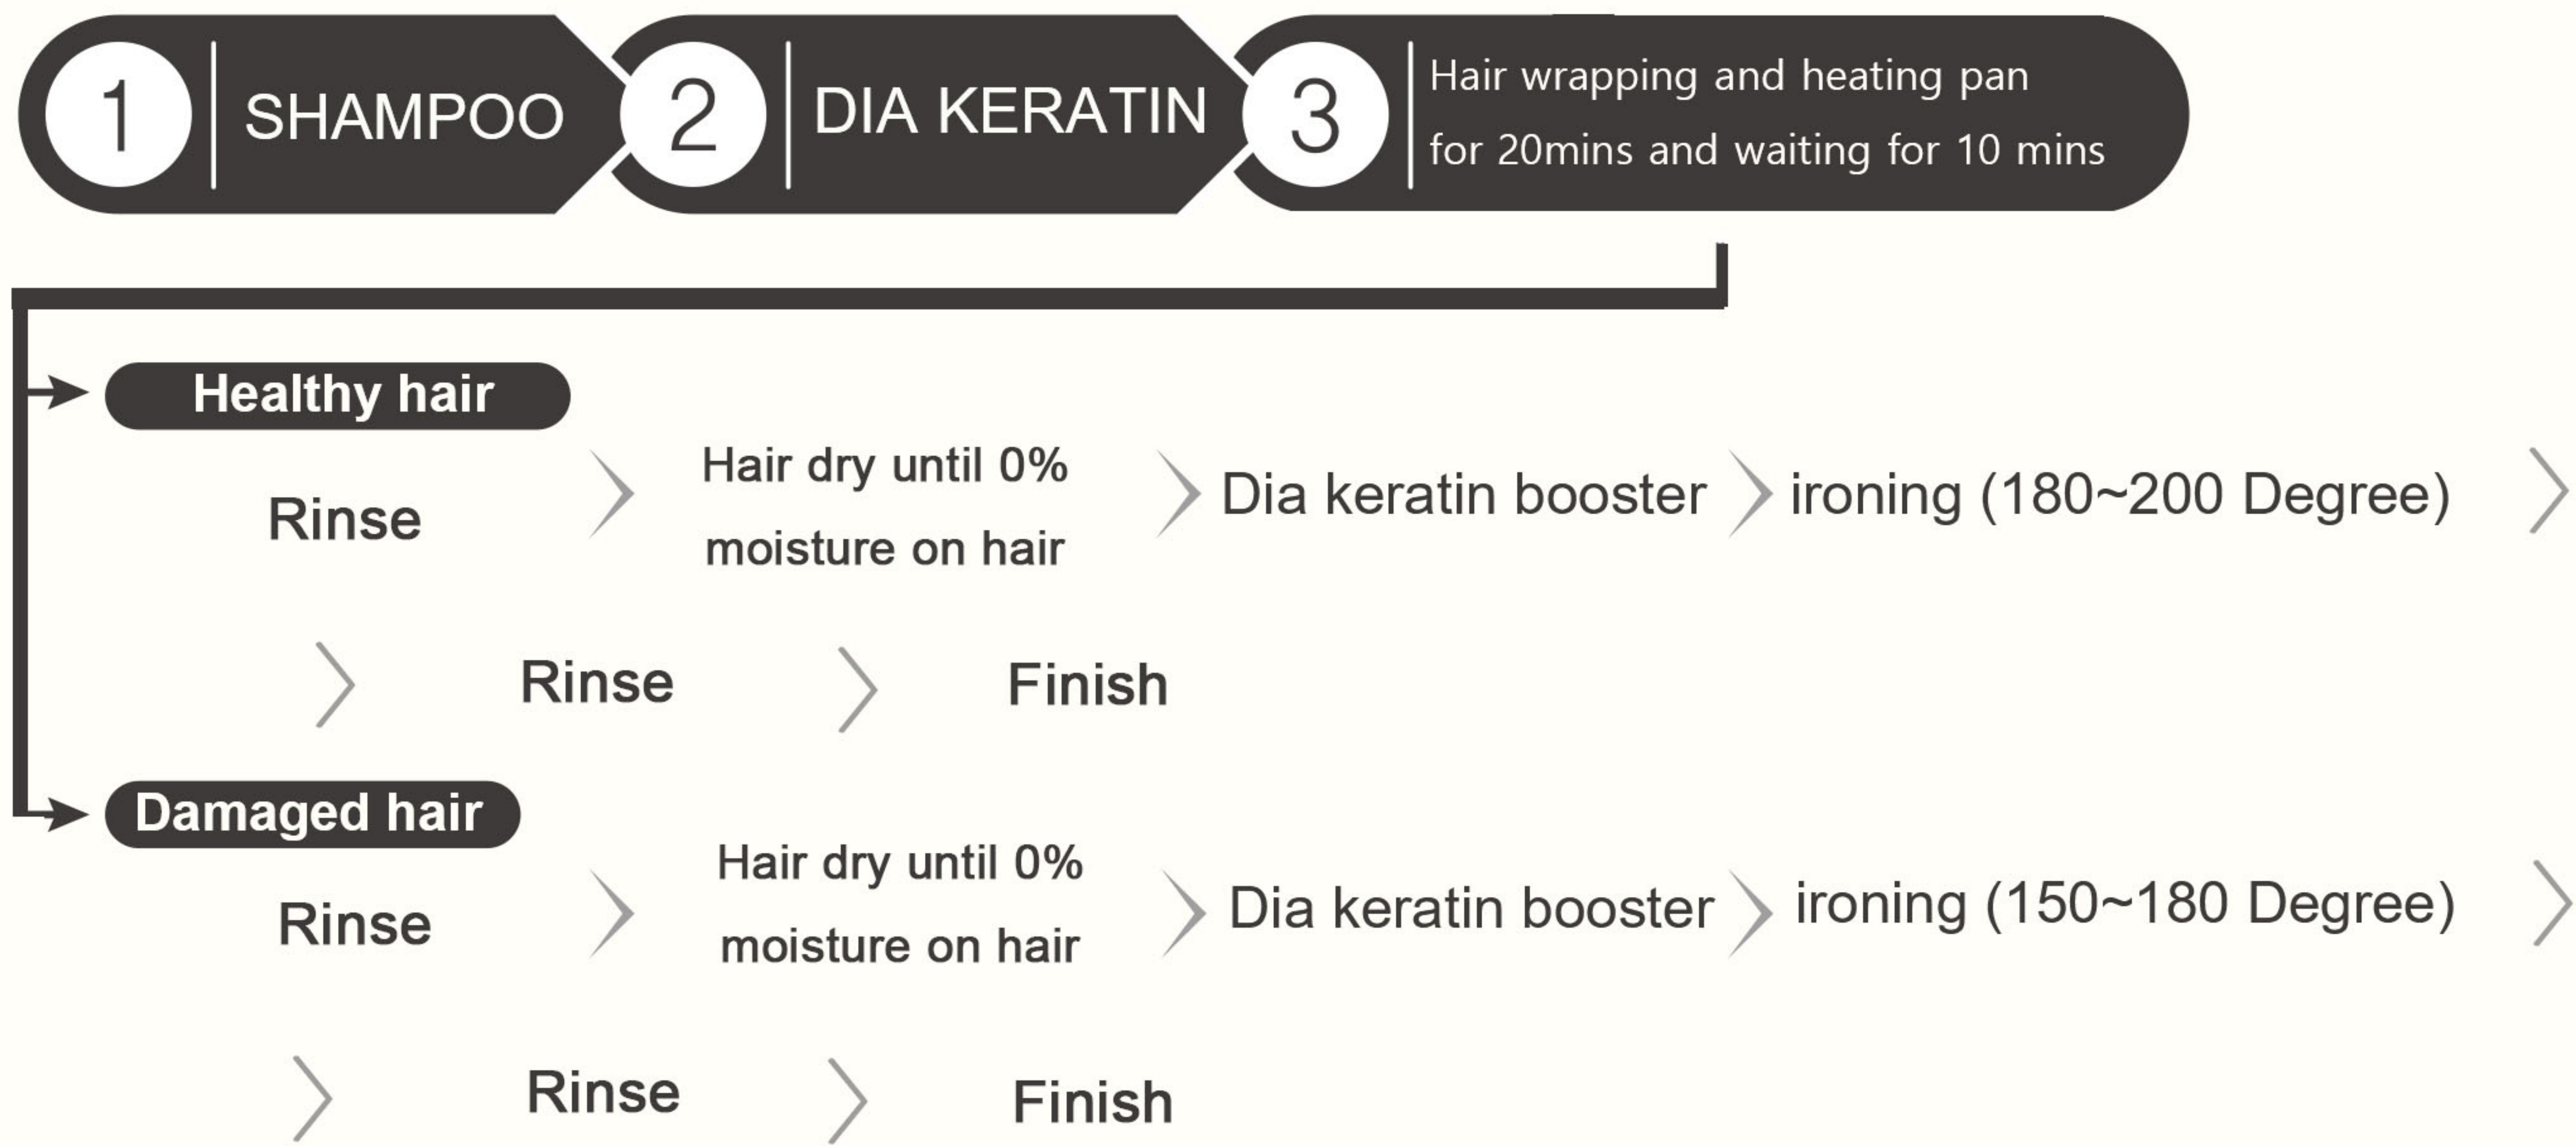 1 SHAMPOO
2 DIA KERATIN
3 Hair wrapping and heating pan
for 20mins and waiting for 10 mins
Healthy hair
Rinse
Hair dry until 0%
moisture on hair
Dia keratin booster
ironing (180~200 Degree)
Rinse
Finish
Damaged hair
Rinse
Hair dry until 0%
moisture on hair
Dia keratin booster
ironing (150~180 Degree)
Rinse
Finish